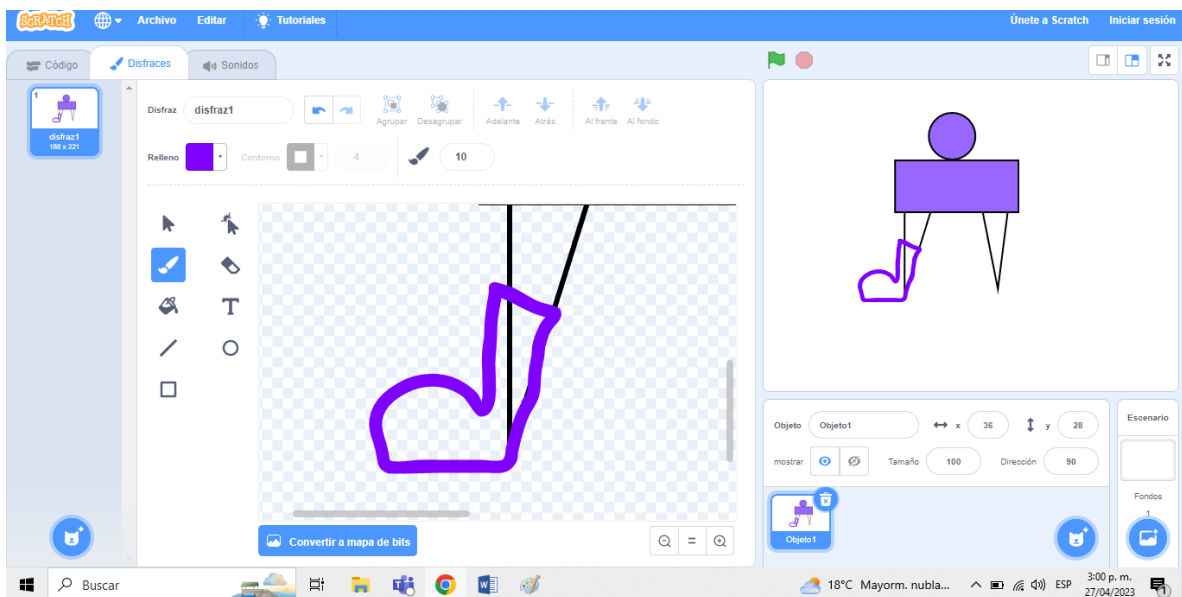 SCRATCH Archivo Editar Tutoriales Únete a Scratch Iniciar sesión
Código Disfraces Sonidos
1
disfraz1
188 x 221
Disfraz disfraz1 Agrupar Desagrupar Adelante Atrás Al frente Al fondo
Relleno Contorno 4 10
T
Convertir a mapa de bits
Objeto Objeto1 x 36 y 28
mostrar Tamaño 100 Dirección 90
Objeto1
Escenario
Fondos
1
Buscar 18°C Mayorm. nubla... ESP 3:00 p. m.
27/04/2023